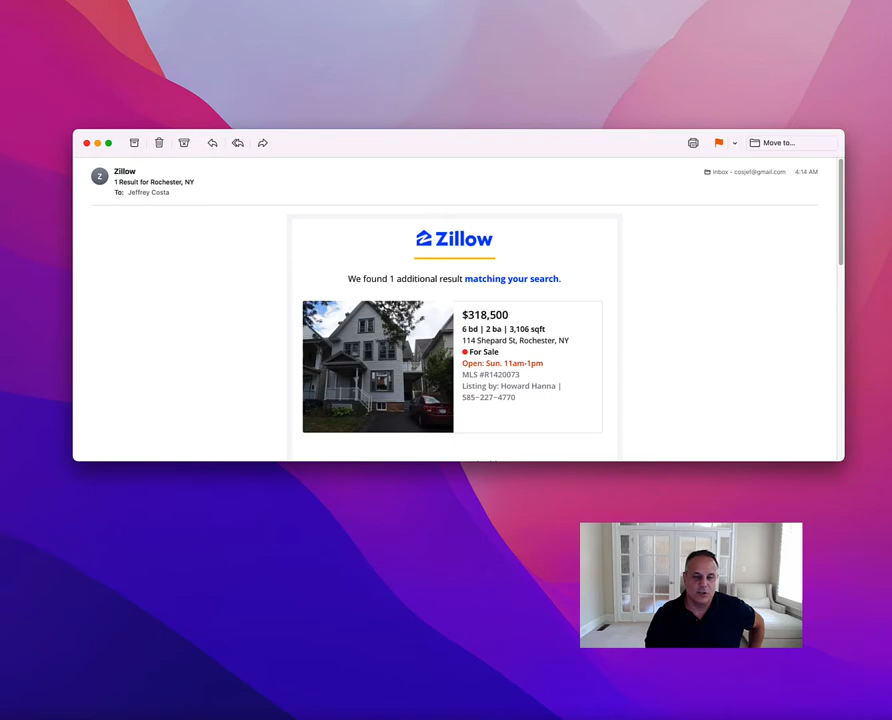 Move to...
Z
Zillow
1 Result for Rochester, NY
To: Jeffrey Costa
Inbox - cosjef@gmail.com 4:14 AM
Zillow
We found 1 additional result matching your search.
$318,500
6 bd | 2 ba | 3,106 sqft
114 Shepard St, Rochester, NY
For Sale
Open: Sun. 11am-1pm
MLS #R1420073
Listing by: Howard Hanna |
585-227-4770